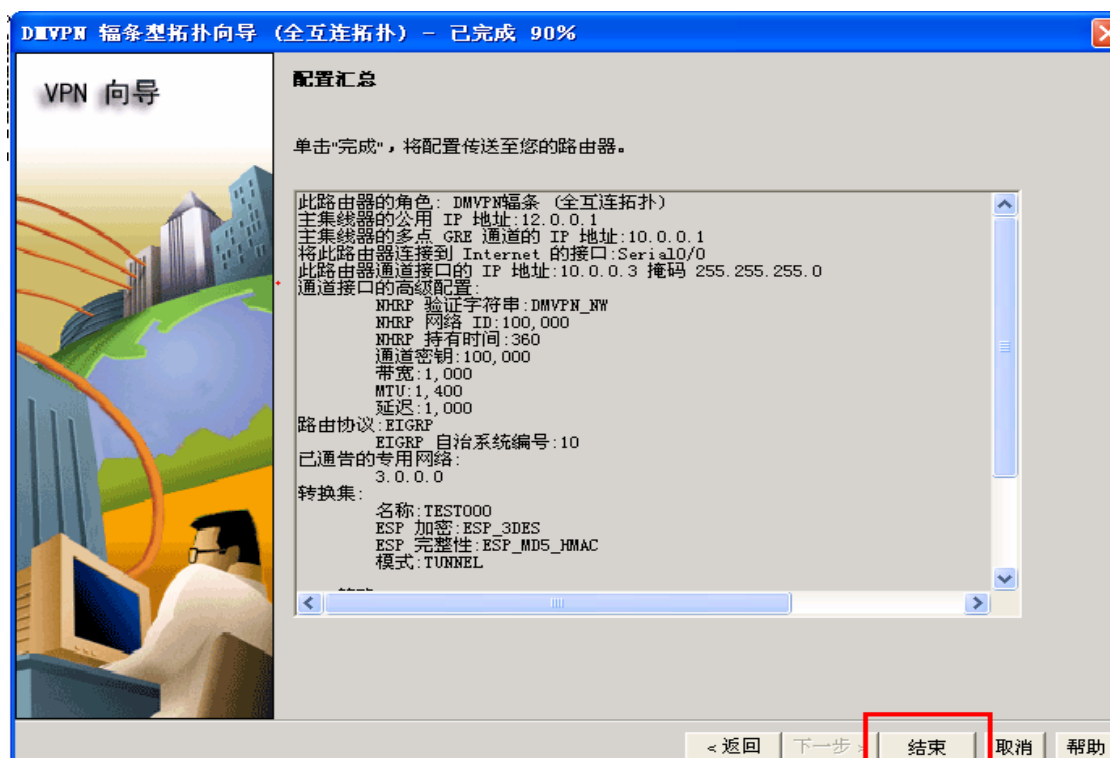 DMVPN 辐条型拓扑向导 (全互连拓扑) - 已完成 90%
VPN 向导
配置汇总
单击"完成"，将配置传送至您的路由器。
此路由器的角色: DMVPN辐条 (全互连拓扑)
主集线器的公用 IP 地址:12.0.0.1
主集线器的多点 GRE 通道的 IP 地址:10.0.0.1
将此路由器连接到 Internet 的接口:Serial0/0
此路由器通道接口的 IP 地址:10.0.0.3 掩码 255.255.255.0
通道接口的高级配置:
NHRP 验证字符串:DMVPN_NW
NHRP 网络 ID:100,000
NHRP 持有时间:360
通道密钥:100,000
带宽:1,000
MTU:1,400
延迟:1,000
路由协议:EIGRP
EIGRP 自治系统编号:10
已通告的专用网络:
3.0.0.0
转换集:
名称:TEST000
ESP 加密:ESP_3DES
ESP 完整性:ESP_MD5_HMAC
模式:TUNNEL
<返回 下一步> 结束 取消 帮助